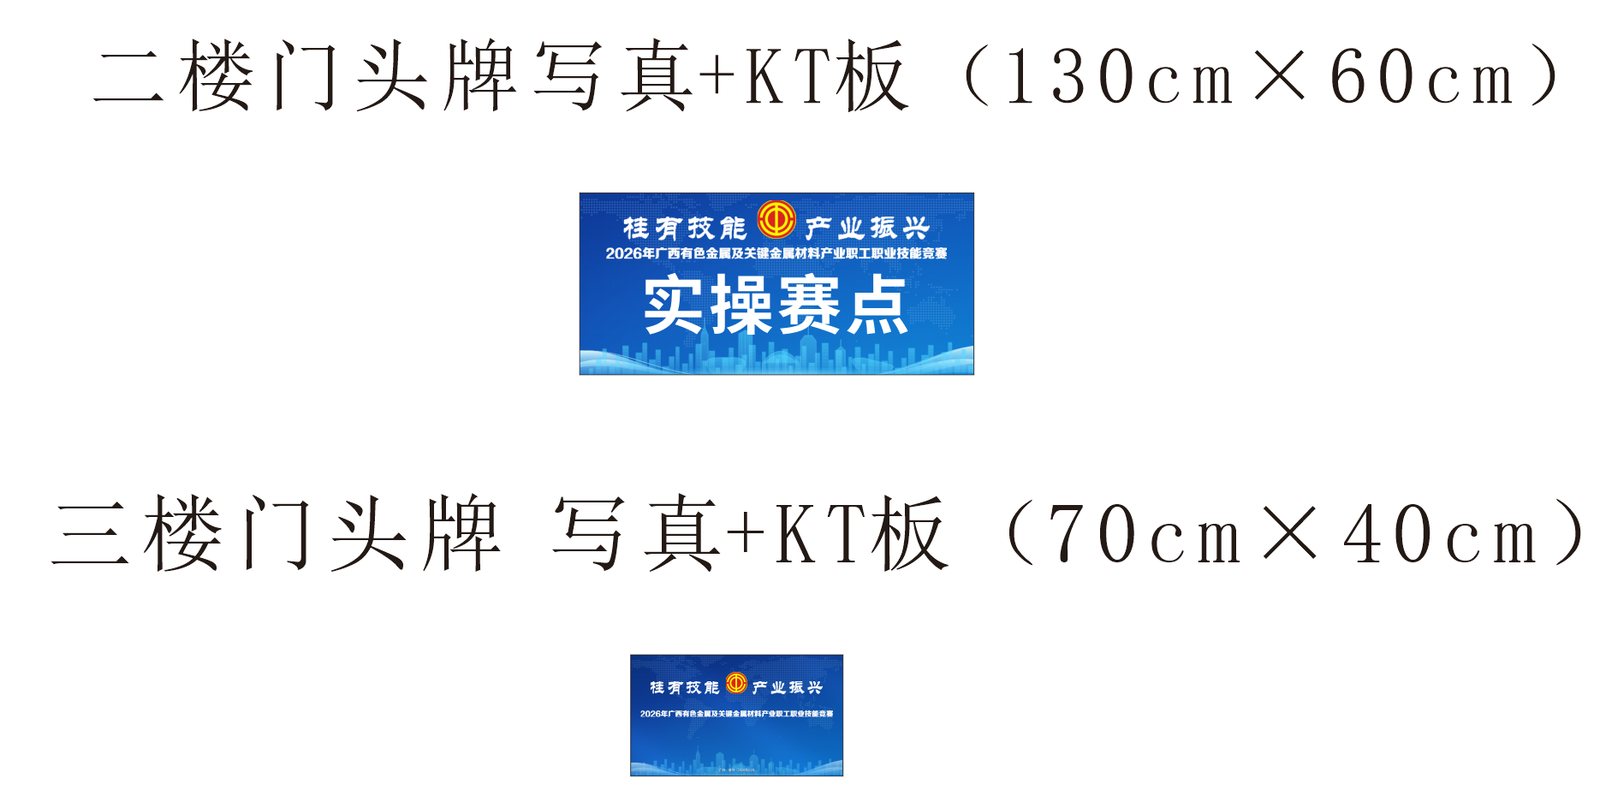 二楼门头牌写真+KT板（130cm×60cm）
桂有技能 产业振兴
2026年广西有色金属及关键金属材料产业职工职业技能竞赛
实操赛点
三楼门头牌 写真+KT板（70cm×40cm）
桂有技能 产业振兴
2026年广西有色金属及关键金属材料产业职工职业技能竞赛